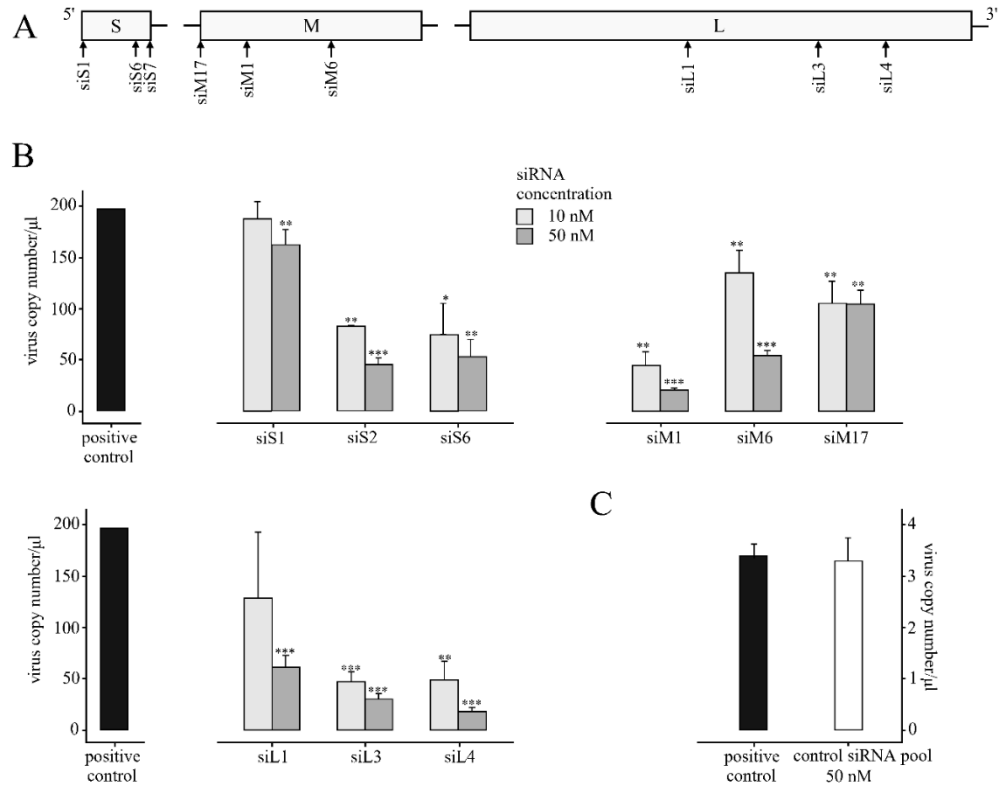 A
5'
S
M
L
3'
siS1
siS6
siS7
siM17
siM1
siM6
siL1
siL3
siL4
B
siRNA
concentration
10 nM
50 nM
virus copy number/µl
200
150
100
50
0
positive
control
**
**
***
*
**
siS1
siS2
siS6
**
***
**
***
**
**
siM1
siM6
siM17
virus copy number/µl
200
150
100
50
0
positive
control
***
***
***
**
***
siL1
siL3
siL4
C
4
3
2
1
0
virus copy number/µl
positive
control
control siRNA pool
50 nM